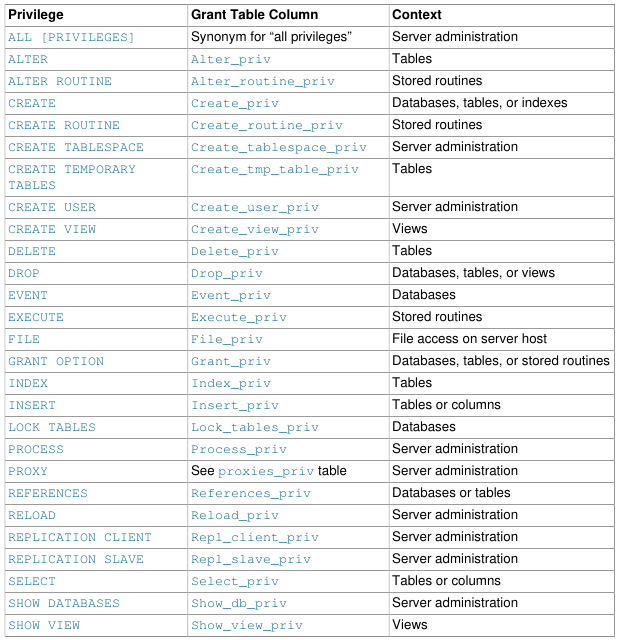 Privilege Grant Table Column Context
ALL [PRIVILEGES] Synonym for “all privileges” Server administration
ALTER Alter_priv Tables
ALTER ROUTINE Alter_routine_priv Stored routines
CREATE Create_priv Databases, tables, or indexes
CREATE ROUTINE Create_routine_priv Stored routines
CREATE TABLESPACE Create_tablespace_priv Server administration
CREATE TEMPORARY Create_tmp_table_priv Tables
TABLES
CREATE USER Create_user_priv Server administration
CREATE VIEW Create_view_priv Views
DELETE Delete_priv Tables
DROP Drop_priv Databases, tables, or views
EVENT Event_priv Databases
EXECUTE Execute_priv Stored routines
FILE File_priv File access on server host
GRANT OPTION Grant_priv Databases, tables, or stored routines
INDEX Index_priv Tables
INSERT Insert_priv Tables or columns
LOCK TABLES Lock_tables_priv Databases
PROCESS Process_priv Server administration
PROXY See proxies_priv table Server administration
REFERENCES References_priv Databases or tables
RELOAD Reload_priv Server administration
REPLICATION CLIENT Repl_client_priv Server administration
REPLICATION SLAVE Repl_slave_priv Server administration
SELECT Select_priv Tables or columns
SHOW DATABASES Show_db_priv Server administration
SHOW VIEW Show_view_priv Views